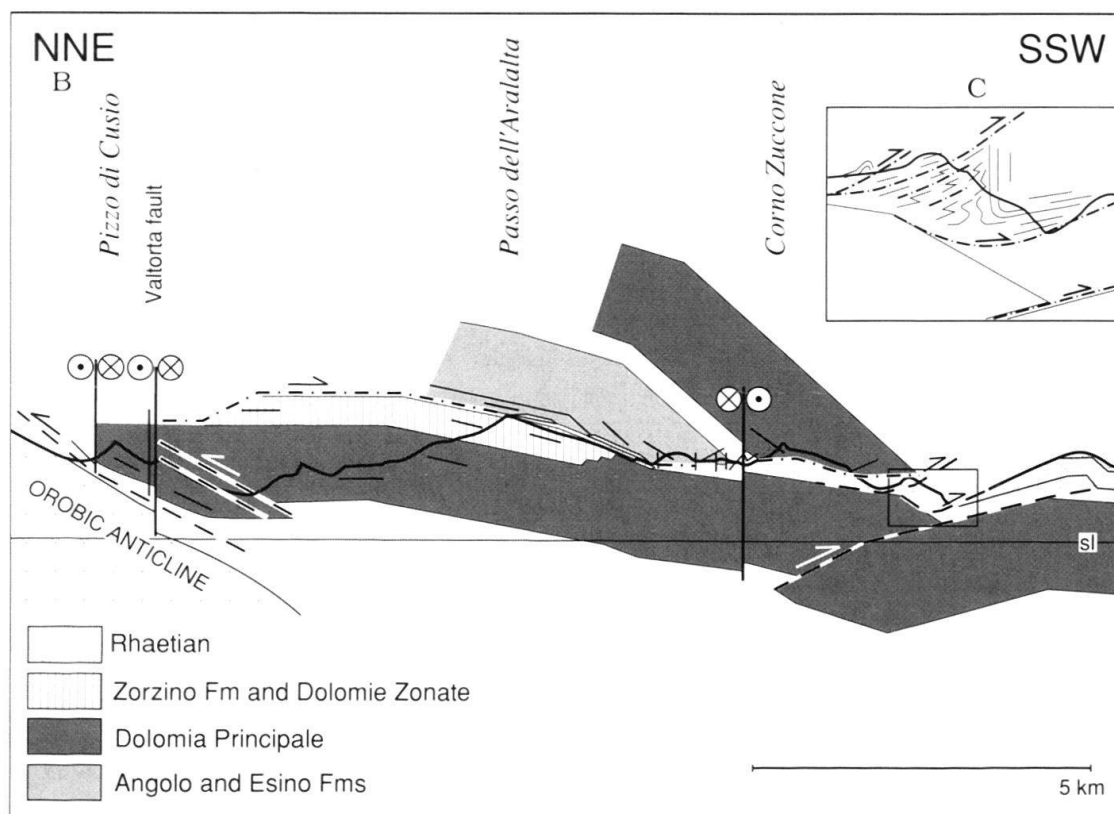 NNE
SSW
B
C
Pizzo di Cusio
Valtorta fault
Passo dell'Aralalta
Corno Zuccone
OROBIC ANTICLINE
sl
Rhaetian
Zorzino Fm and Dolomie Zonate
Dolomia Principale
Angolo and Esino Fms
5 km